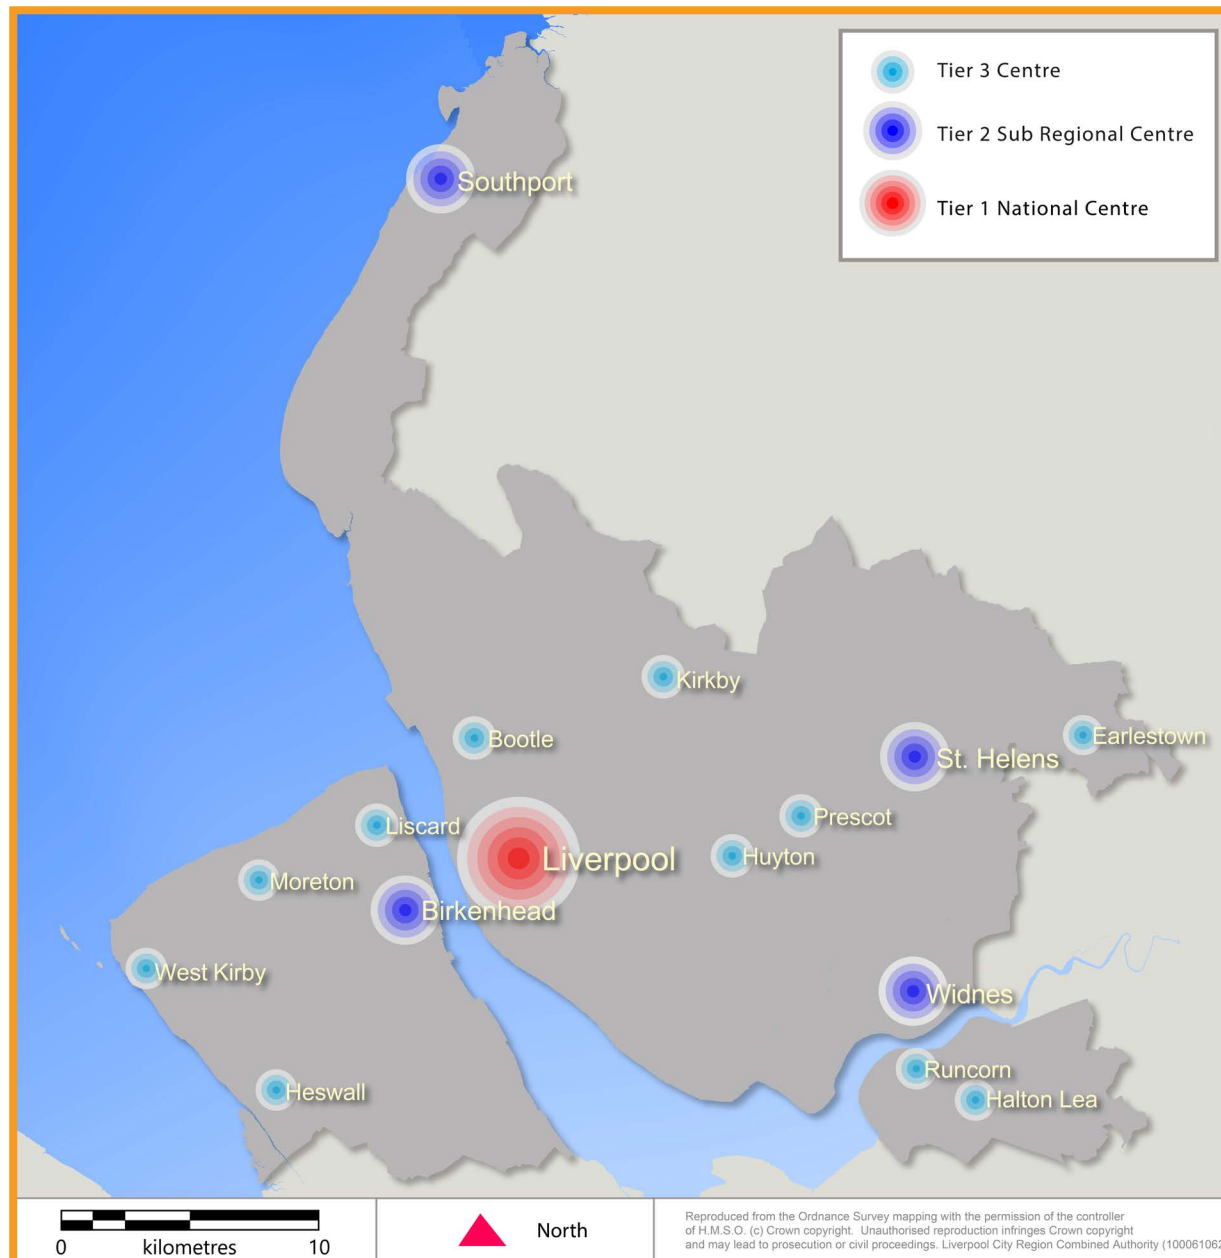 Tier 3 Centre
Tier 2 Sub Regional Centre
Tier 1 National Centre
Southport
Kirkby
Bootle
Earlestown
St. Helens
Prescot
Liscard
Huyton
Liverpool
Moreton
Birkenhead
West Kirby
Widnes
Runcorn
Heswall
Halton Lea
0 kilometres 10
North
Reproduced from the Ordnance Survey mapping with the permission of the controller
of H.M.S.O. (c) Crown copyright. Unauthorised reproduction infringes Crown copyright
and may lead to prosecution or civil proceedings. Liverpool City Region Combined Authority (100061062